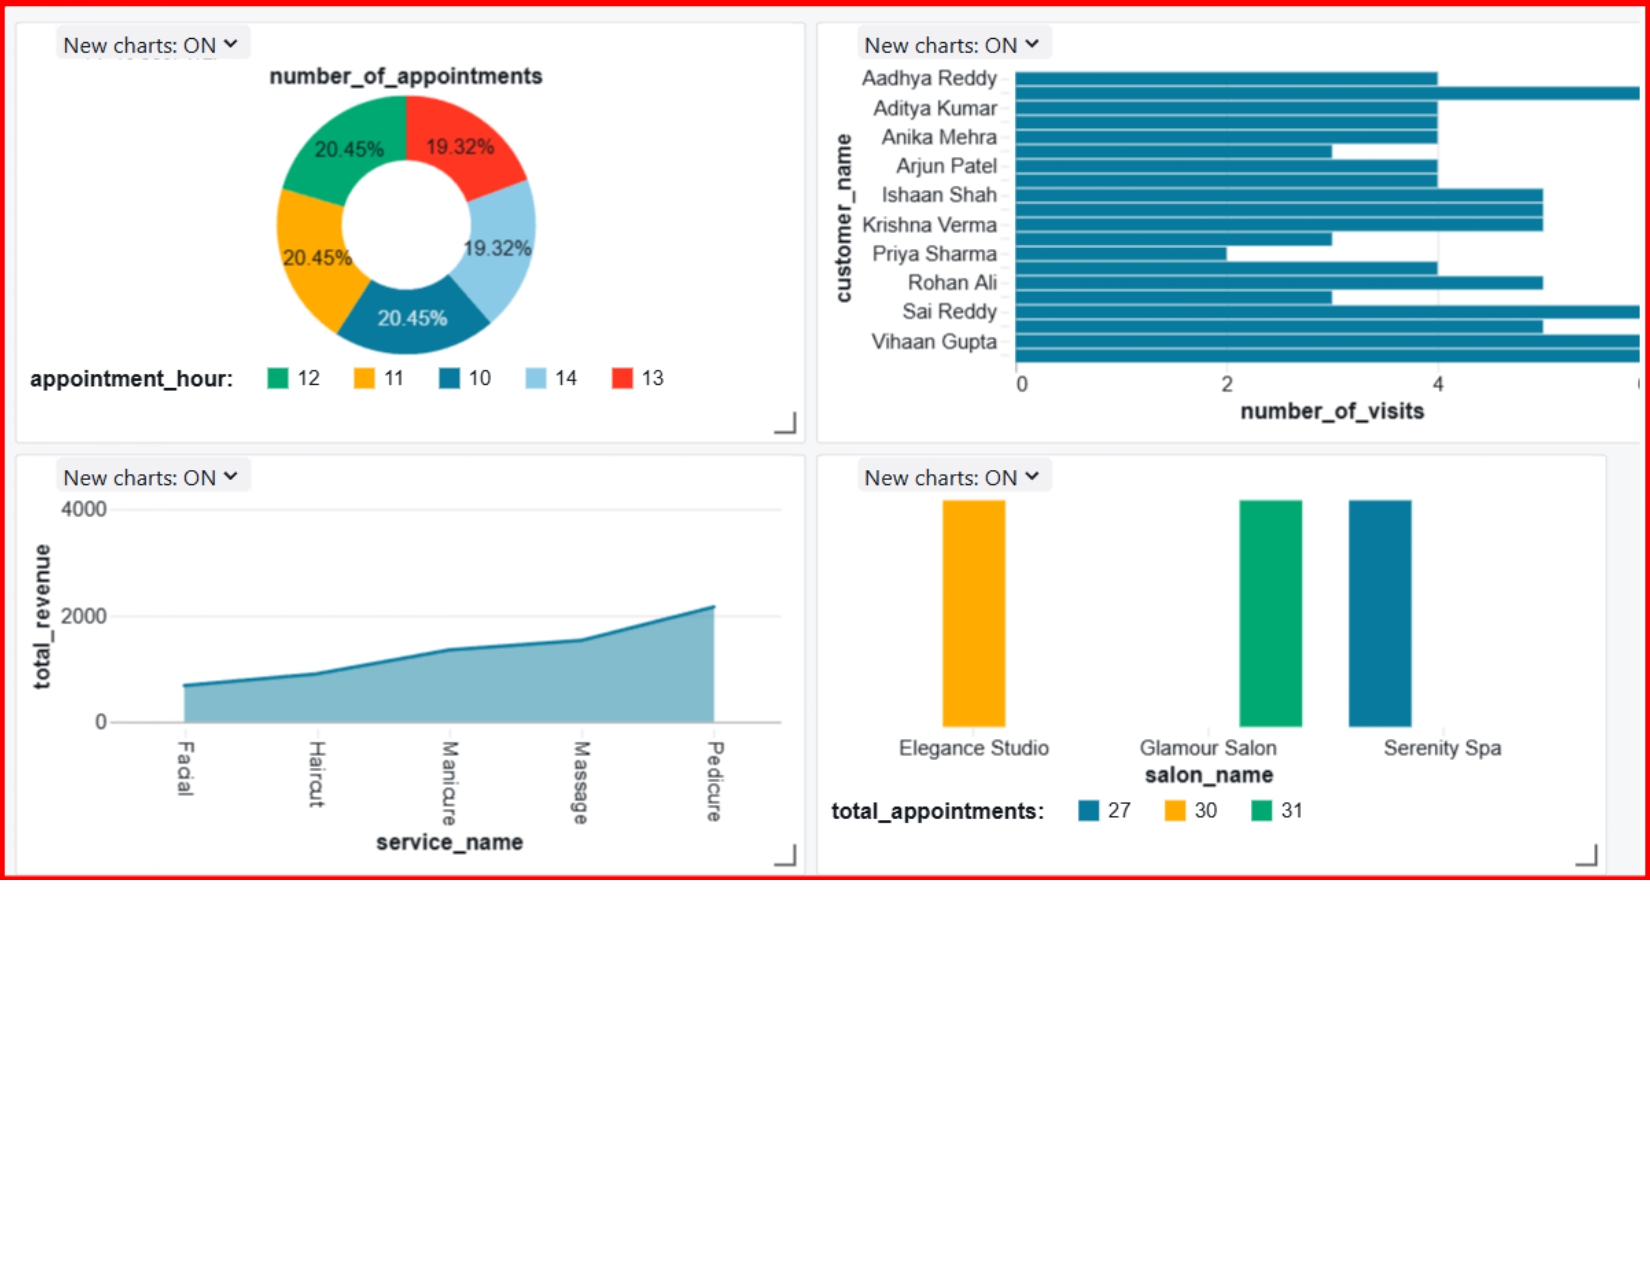 New charts: ON
number_of_appointments
20.45%
19.32%
20.45%
19.32%
20.45%
appointment_hour: 12 11 10 14 13
New charts: ON
customer_name
Aadhya Reddy
Aditya Kumar
Anika Mehra
Arjun Patel
Ishaan Shah
Krishna Verma
Priya Sharma
Rohan Ali
Sai Reddy
Vihaan Gupta
0 2 4
number_of_visits
New charts: ON
total_revenue
4000
2000
0
Facial
Haircut
Manicure
Massage
Pedicure
service_name
New charts: ON
Elegance Studio
Glamour Salon
Serenity Spa
salon_name
total_appointments: 27 30 31